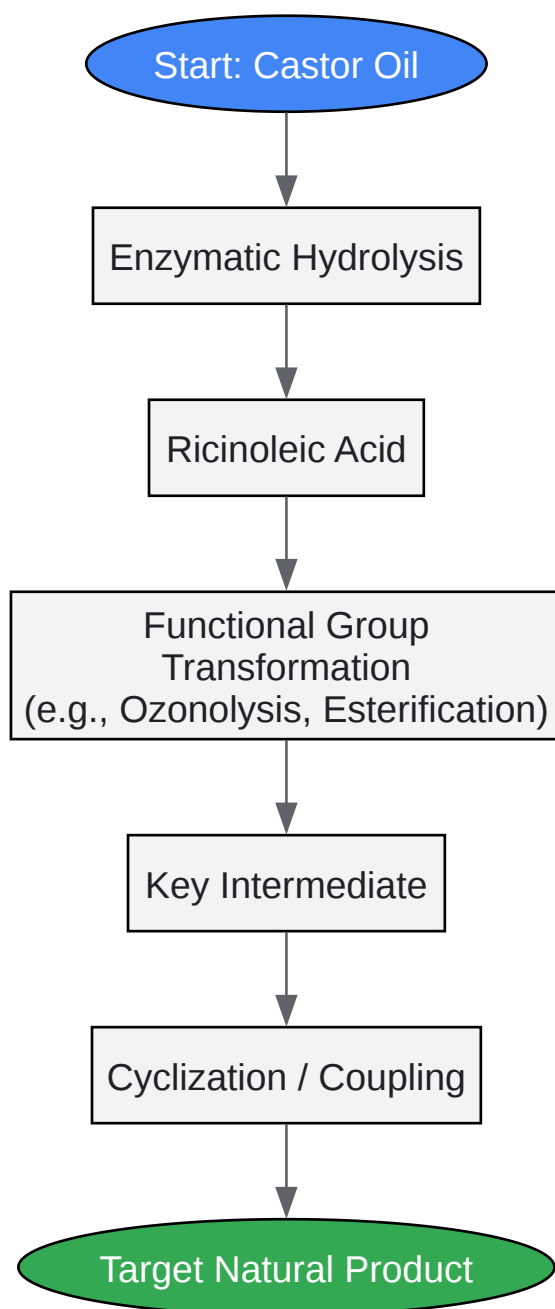 Start: Castor Oil
Enzymatic Hydrolysis
Ricinoleic Acid
Functional Group
Transformation
(e.g., Ozonolysis, Esterification)
Key Intermediate
Cyclization / Coupling
Target Natural Product